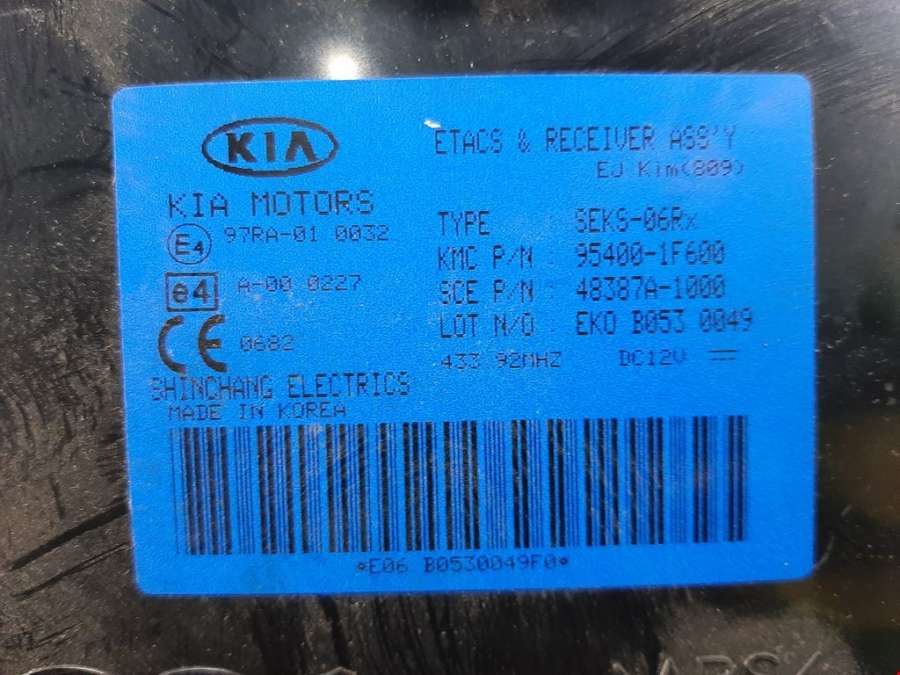 KIA
ETACS & RECEIVER ASS'Y
EJ Kim(809)
KIA MOTORS
E4 97RA-01 0032
e4 A-00 0227
CE 0682
TYPE : SEKS-06Rx
KMC P/N : 95400-1F600
SCE P/N : 48387A-1000
LOT N/O : EKO B053 0049
433.92MHZ DC12V
SHINCHANG ELECTRICS
MADE IN KOREA
*E06 B0530049F0*